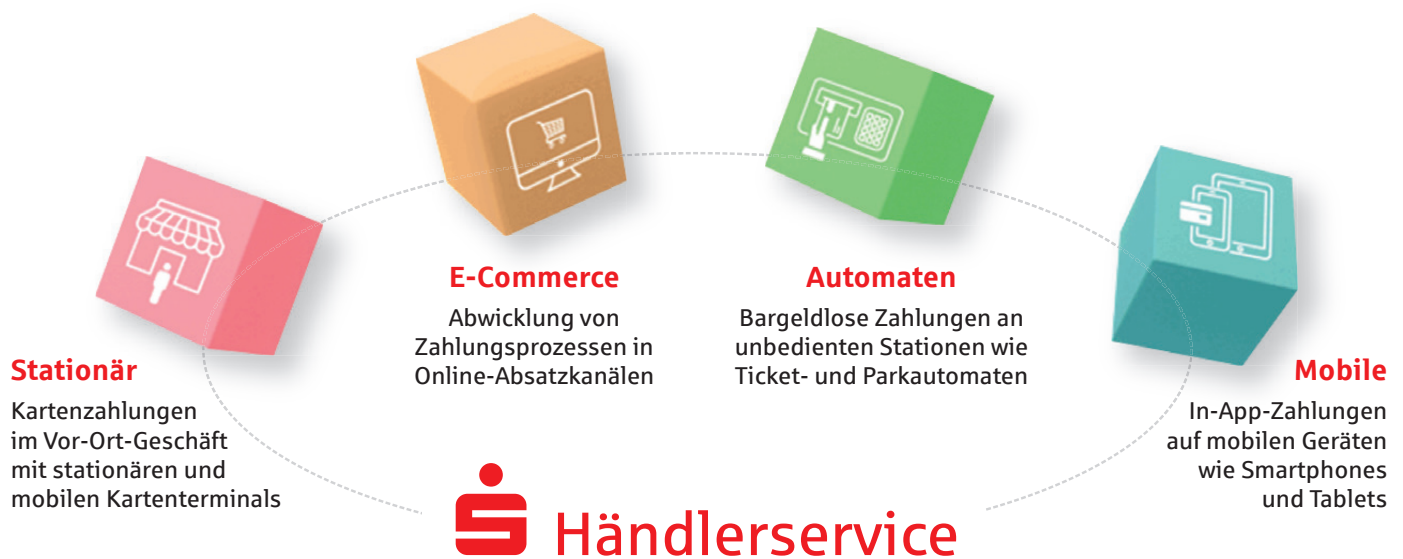 Stationär
Kartenzahlungen
im Vor-Ort-Geschäft
mit stationären und
mobilen Kartenterminals
E-Commerce
Abwicklung von
Zahlungsprozessen in
Online-Absatzkanälen
Automaten
Bargeldlose Zahlungen an
unbedienten Stationen wie
Ticket- und Parkautomaten
Mobile
In-App-Zahlungen
auf mobilen Geräten
wie Smartphones
und Tablets
Händlerservice